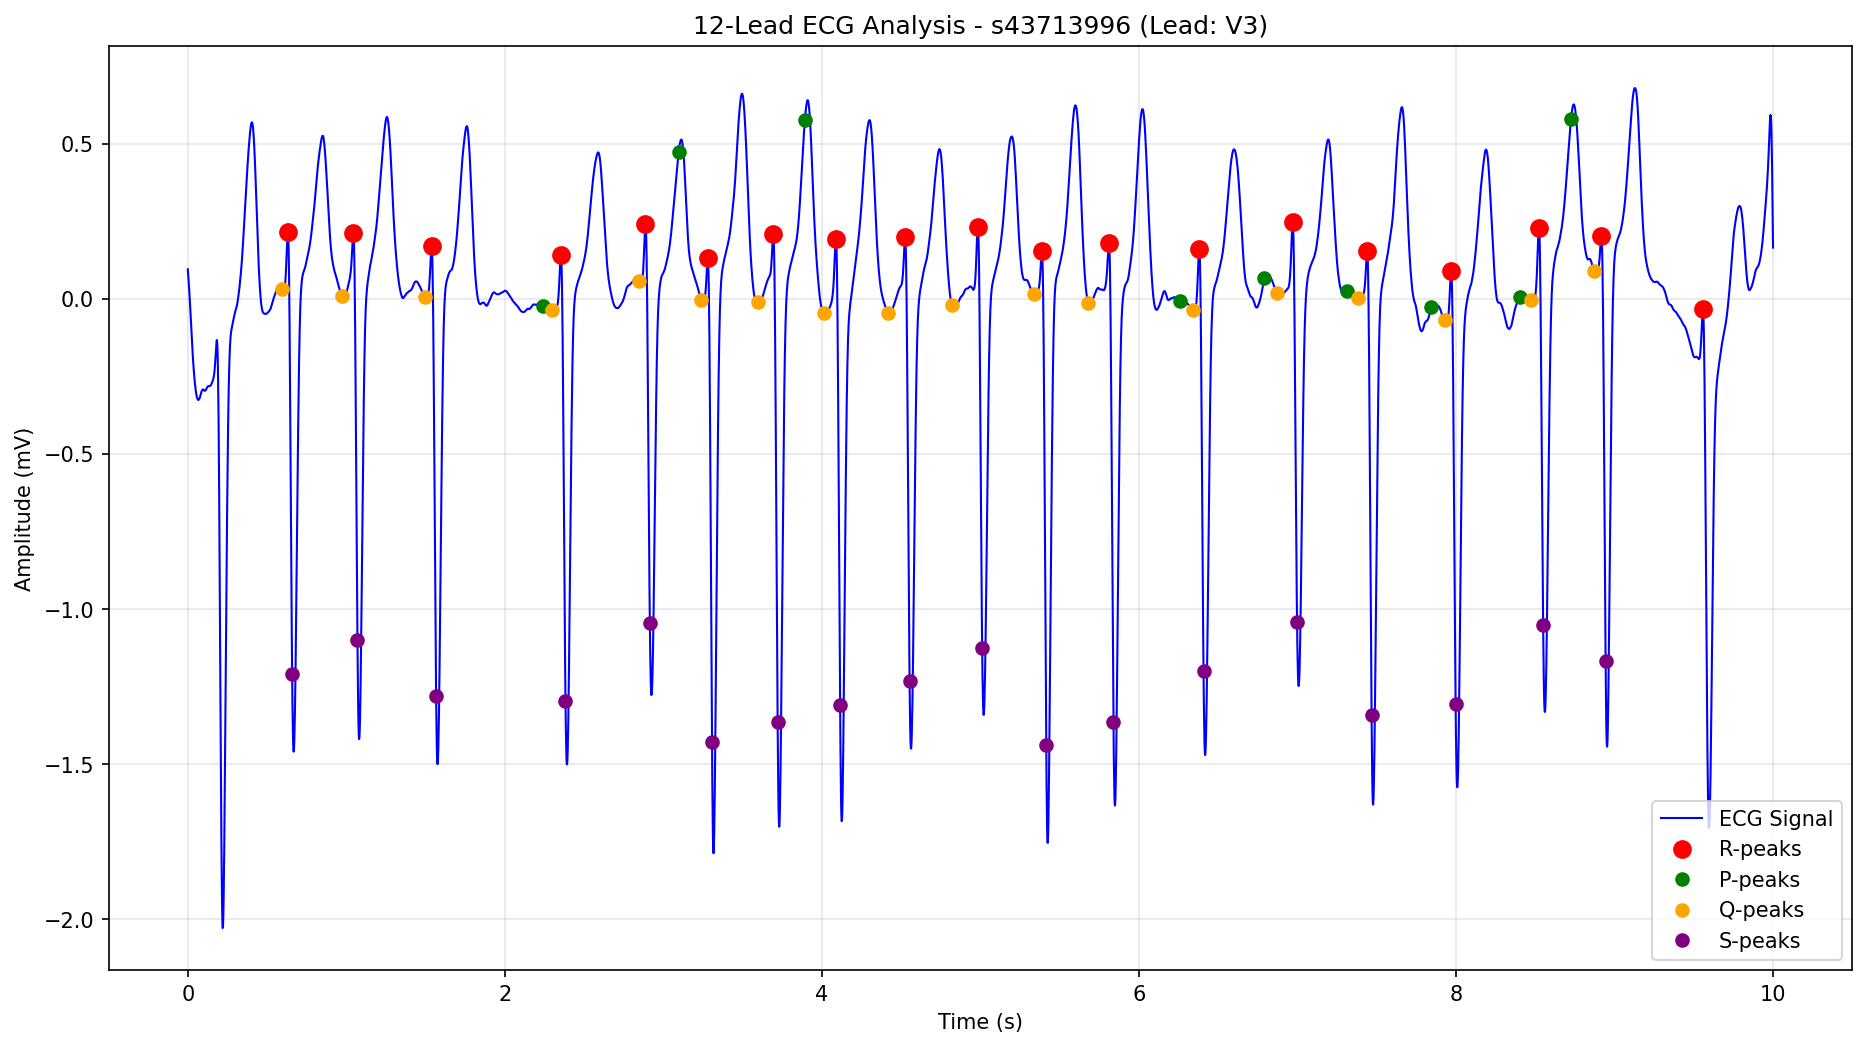 12-Lead ECG Analysis - s43713996 (Lead: V3)
Amplitude (mV)
0.5
0.0
−0.5
−1.0
−1.5
−2.0
ECG Signal
R-peaks
P-peaks
Q-peaks
S-peaks
0 2 4 6 8 10
Time (s)